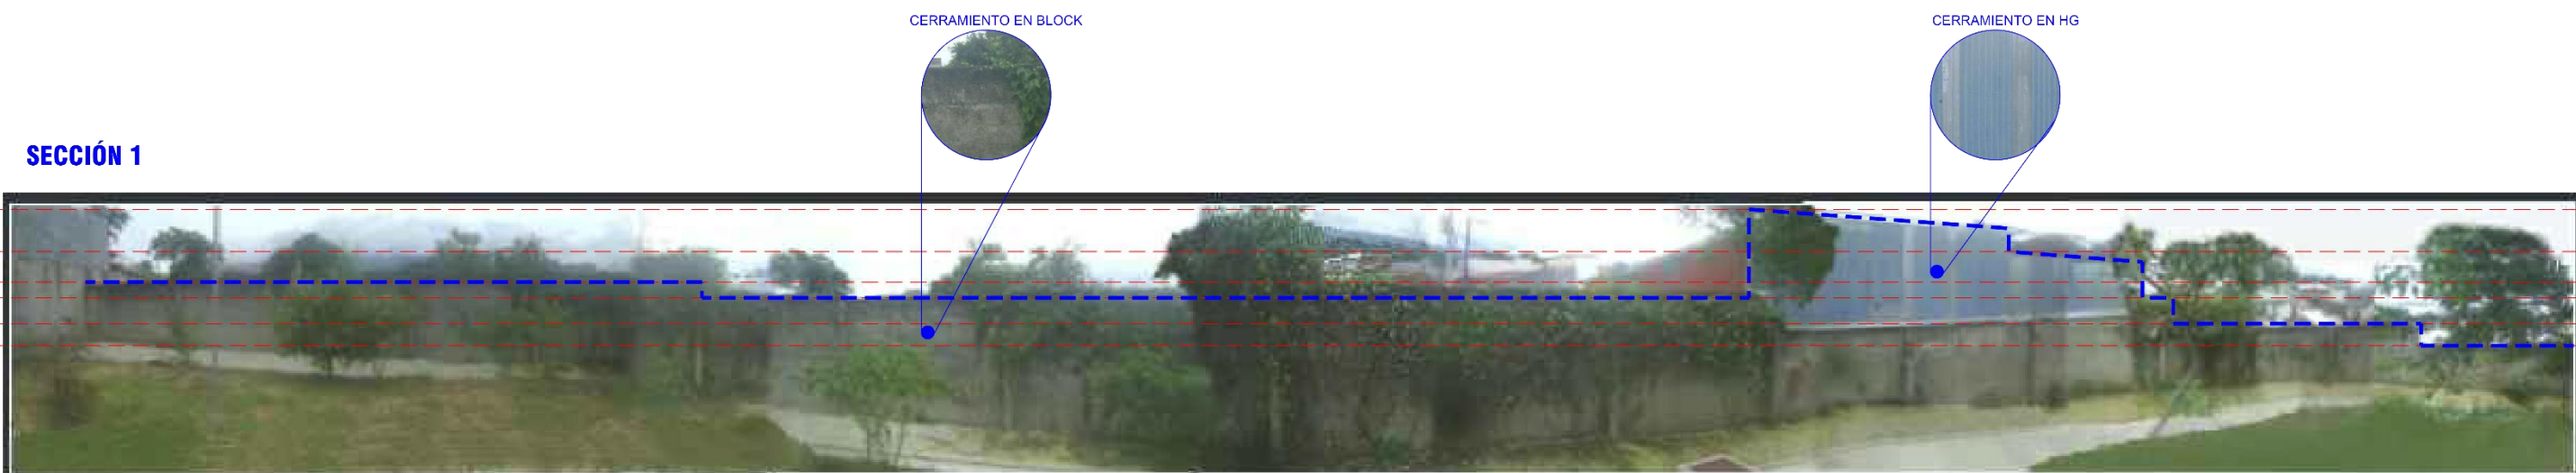 CERRAMIENTO EN BLOCK
CERRAMIENTO EN HG
SECCIÓN 1